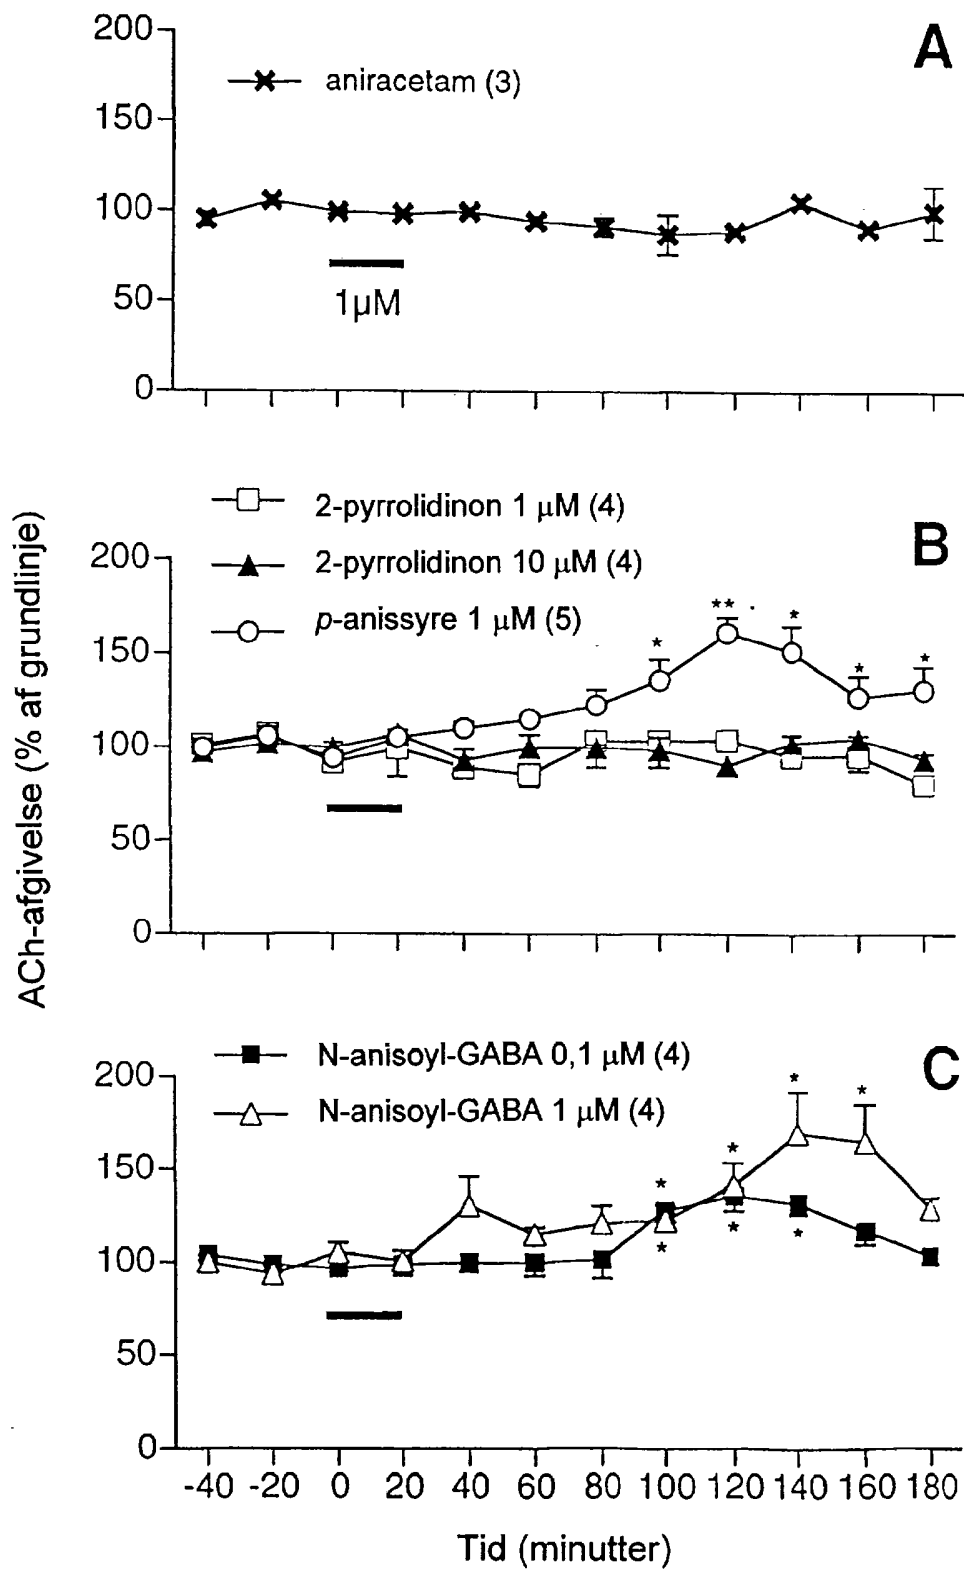 A
200
150
100
50
0
aniracetam (3)
1µM
B
2-pyrrolidinon 1 µM (4)
2-pyrrolidinon 10 µM (4)
p-anissyre 1 µM (5)
200
150
100
50
0
* ** * * *
ACh-afgivelse (% af grundlinje)
C
N-anisoyl-GABA 0,1 µM (4)
N-anisoyl-GABA 1 µM (4)
200
150
100
50
0
* * * *
* * *
-40 -20 0 20 40 60 80 100 120 140 160 180
Tid (minutter)